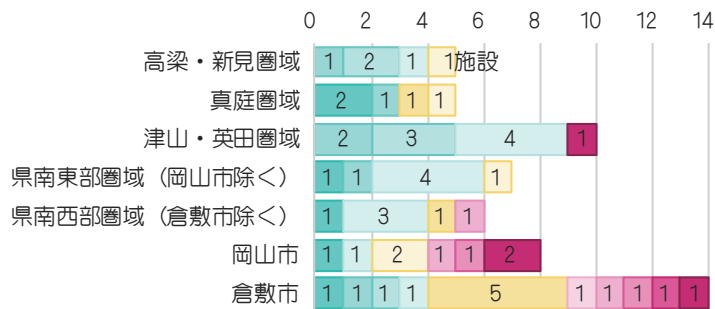 0 2 4 6 8 10 12 14
高梁・新見圏域 1 2 1 1 施設
真庭圏域 2 1 1 1
津山・英田圏域 2 3 4 1
県南東部圏域（岡山市除く） 1 1 4 1
県南西部圏域（倉敷市除く） 1 3 1 1
岡山市 1 1 2 1 1 2
倉敷市 1 1 1 1 5 1 1 1 1 1